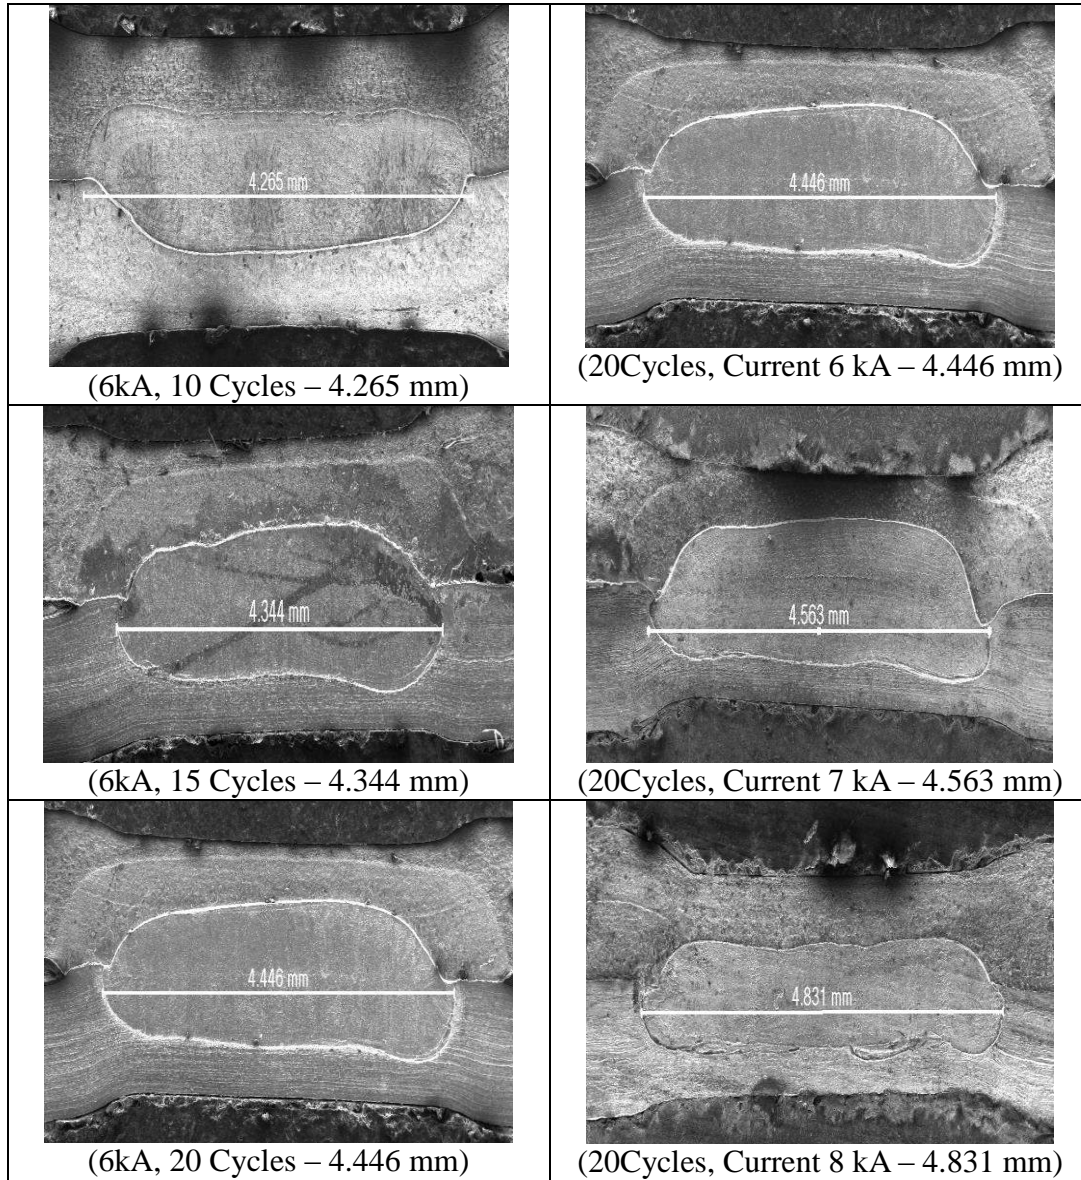 4.265 mm
(6kA, 10 Cycles – 4.265 mm)
4.446 mm
(20Cycles, Current 6 kA – 4.446 mm)
4.344 mm
(6kA, 15 Cycles – 4.344 mm)
4.563 mm
(20Cycles, Current 7 kA – 4.563 mm)
4.446 mm
(6kA, 20 Cycles – 4.446 mm)
4.831 mm
(20Cycles, Current 8 kA – 4.831 mm)